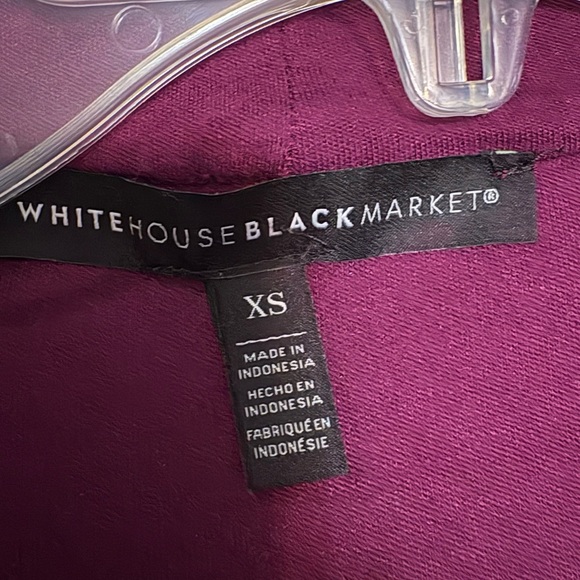 WHITEHOUSEBLACKMARKET®
XS
MADE IN
INDONESIA
HECHO EN
INDONESIA
FABRIQUÉ EN
INDONÉSIE